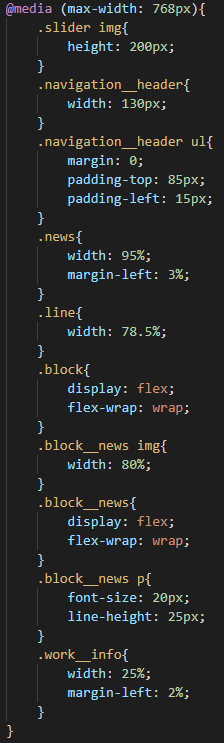 @media (max-width: 768px){
    .slider img{
        height: 200px;
    }
    .navigation__header{
        width: 130px;
    }
    .navigation__header ul{
        margin: 0;
        padding-top: 85px;
        padding-left: 15px;
    }
    .news{
        width: 95%;
        margin-left: 3%;
    }
    .line{
        width: 78.5%;
    }
    .block{
        display: flex;
        flex-wrap: wrap;
    }
    .block__news img{
        width: 80%;
    }
    .block__news{
        display: flex;
        flex-wrap: wrap;
    }
    .block__news p{
        font-size: 20px;
        line-height: 25px;
    }
    .work__info{
        width: 25%;
        margin-left: 2%;
    }
}